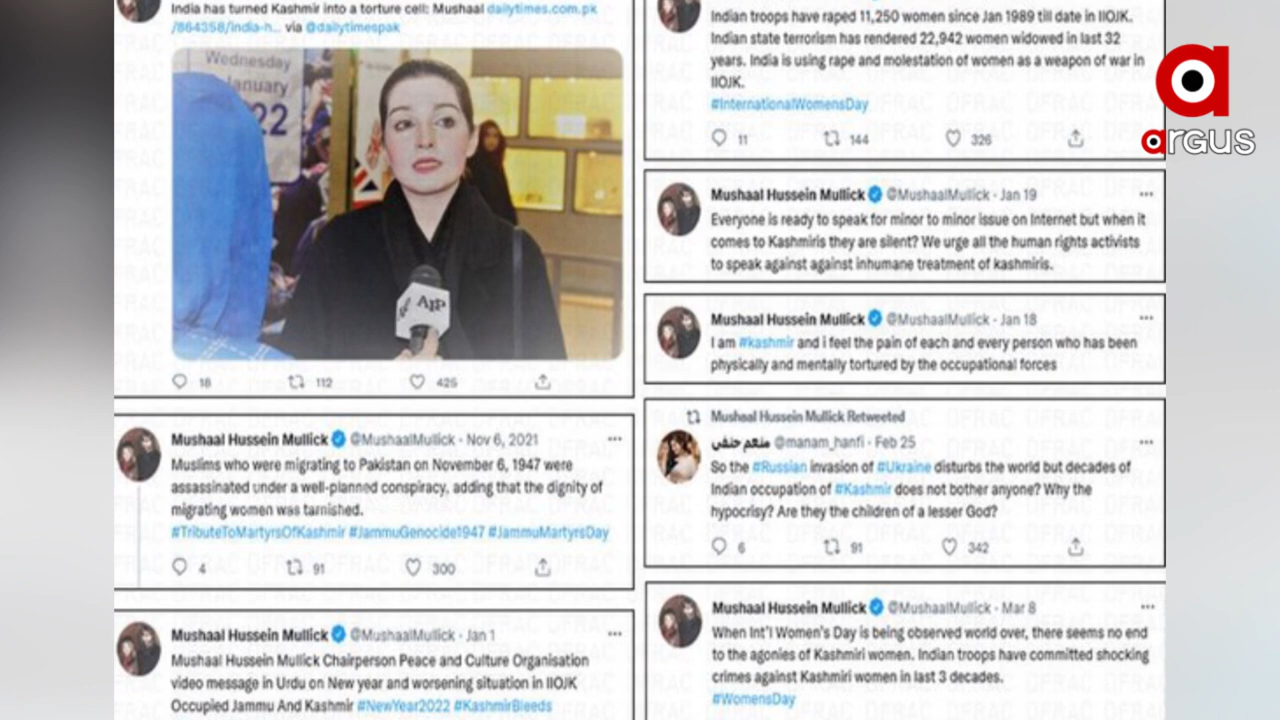 India has turned Kashmir into a torture cell: Mushaal dailytimes.com.pk
/864358/india-h... via @dailytimespak
Wednesday
January
22
AIP
18 112 425
Mushaal Hussein Mullick @MushaalMullick · Nov 6, 2021
Muslims who were migrating to Pakistan on November 6, 1947 were
assassinated under a well-planned conspiracy, adding that the dignity of
migrating women was tarnished.
#TributeToMartyrsOfKashmir #JammuGenocide1947 #JammuMartyrsDay
4 91 300
Mushaal Hussein Mullick @MushaalMullick · Jan 1
Mushaal Hussein Mullick Chairperson Peace and Culture Organisation
video message in Urdu on New year and worsening situation in IIOJK
Occupied Jammu And Kashmir #NewYear2022 #KashmirBleeds
Indian troops have raped 11,250 women since Jan 1989 till date in IIOJK.
Indian state terrorism has rendered 22,942 women widowed in last 32
years. India is using rape and molestation of women as a weapon of war in
IIOJK.
#InternationalWomensDay
11 144 326
Mushaal Hussein Mullick @MushaalMullick · Jan 19
Everyone is ready to speak for minor to minor issue on Internet but when it
comes to Kashmiris they are silent? We urge all the human rights activists
to speak against against inhumane treatment of kashmiris.
Mushaal Hussein Mullick @MushaalMullick · Jan 18
I am #kashmir and i feel the pain of each and every person who has been
physically and mentally tortured by the occupational forces
Mushaal Hussein Mullick Retweeted
منعم حنفی @manam_hanfi · Feb 25
So the #Russian invasion of #Ukraine disturbs the world but decades of
Indian occupation of #Kashmir does not bother anyone? Why the
hypocrisy? Are they the children of a lesser God?
6 91 342
Mushaal Hussein Mullick @MushaalMullick · Mar 8
When Int'l Women's Day is being observed world over, there seems no end
to the agonies of Kashmiri women. Indian troops have committed shocking
crimes against Kashmiri women in last 3 decades.
#WomensDay
argus
DFRAC